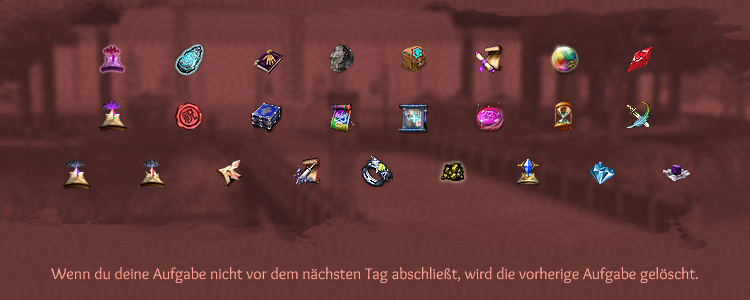 Wenn du deine Aufgabe nicht vor dem nächsten Tag abschließt, wird die vorherige Aufgabe gelöscht.